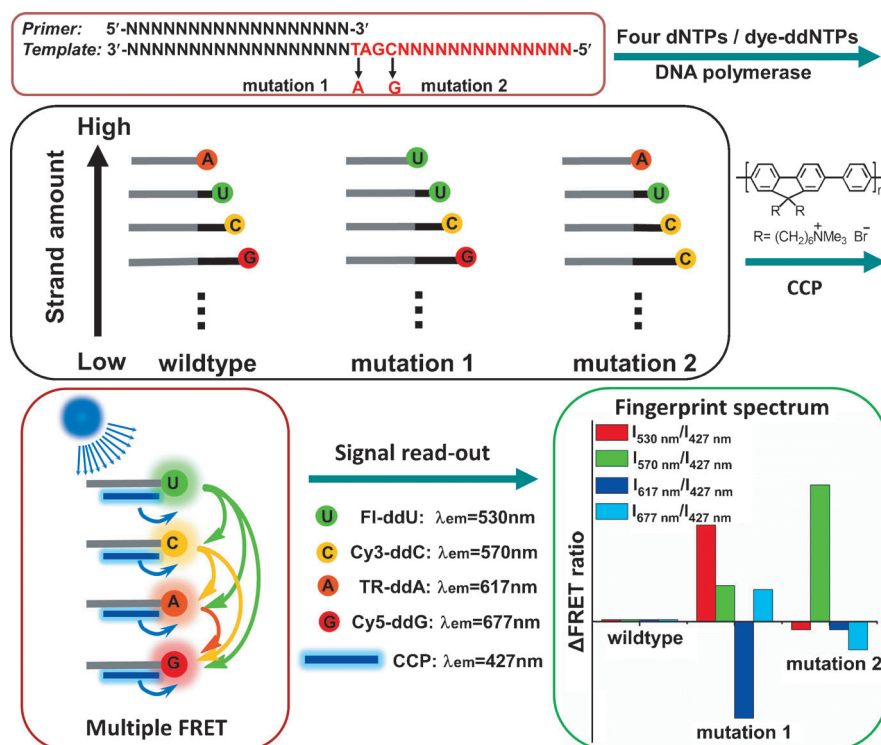 Primer: 5′-NNNNNNNNNNNNNNNNN-3′
Template: 3′-NNNNNNNNNNNNNNNNNTAGCNNNNNNNNNNNNNN-5′
mutation 1 A G mutation 2
Four dNTPs / dye-ddNTPs
DNA polymerase
High
Strand amount
Low
A U A
U U U
C C C
G G C
wildtype mutation 1 mutation 2
n
R R
R= (CH2)6NMe3 Br
+ −
CCP
Multiple FRET
U
C
A
G
Signal read-out
U Fl-ddU: λem=530nm
C Cy3-ddC: λem=570nm
A TR-ddA: λem=617nm
G Cy5-ddG: λem=677nm
CCP: λem=427nm
Fingerprint spectrum
I530 nm/I427 nm
I570 nm/I427 nm
I617 nm/I427 nm
I677 nm/I427 nm
ΔFRET ratio
wildtype
mutation 1
mutation 2